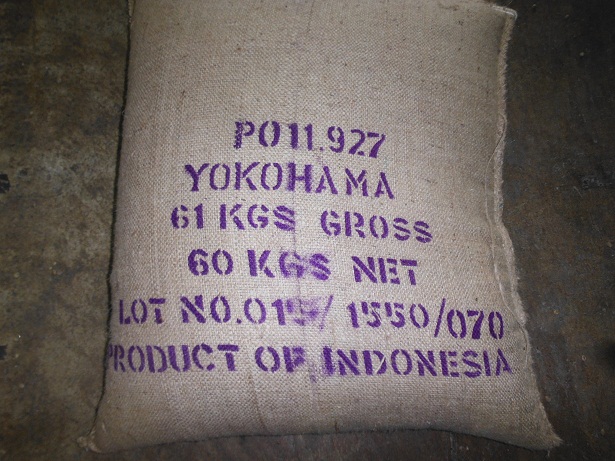 PO11.927
YOKOHAMA
61 KGS GROSS
60 KGS NET
LOT NO. 1550/070
PRODUCT OF INDONESIA